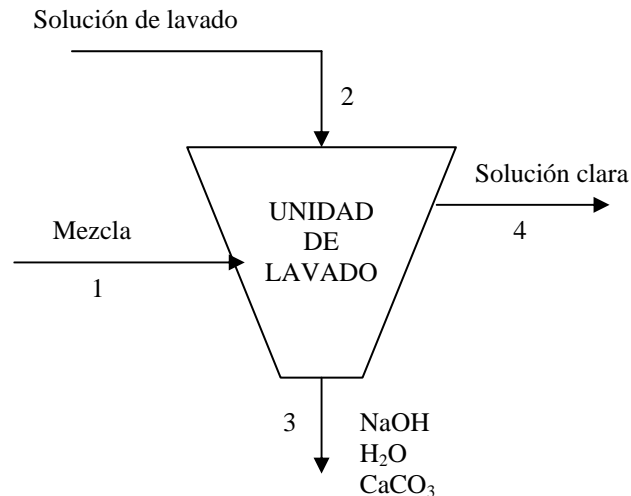 Solución de lavado
2
Solución clara
4
UNIDAD
DE
LAVADO
Mezcla
1
3
NaOH
H₂O
CaCO₃